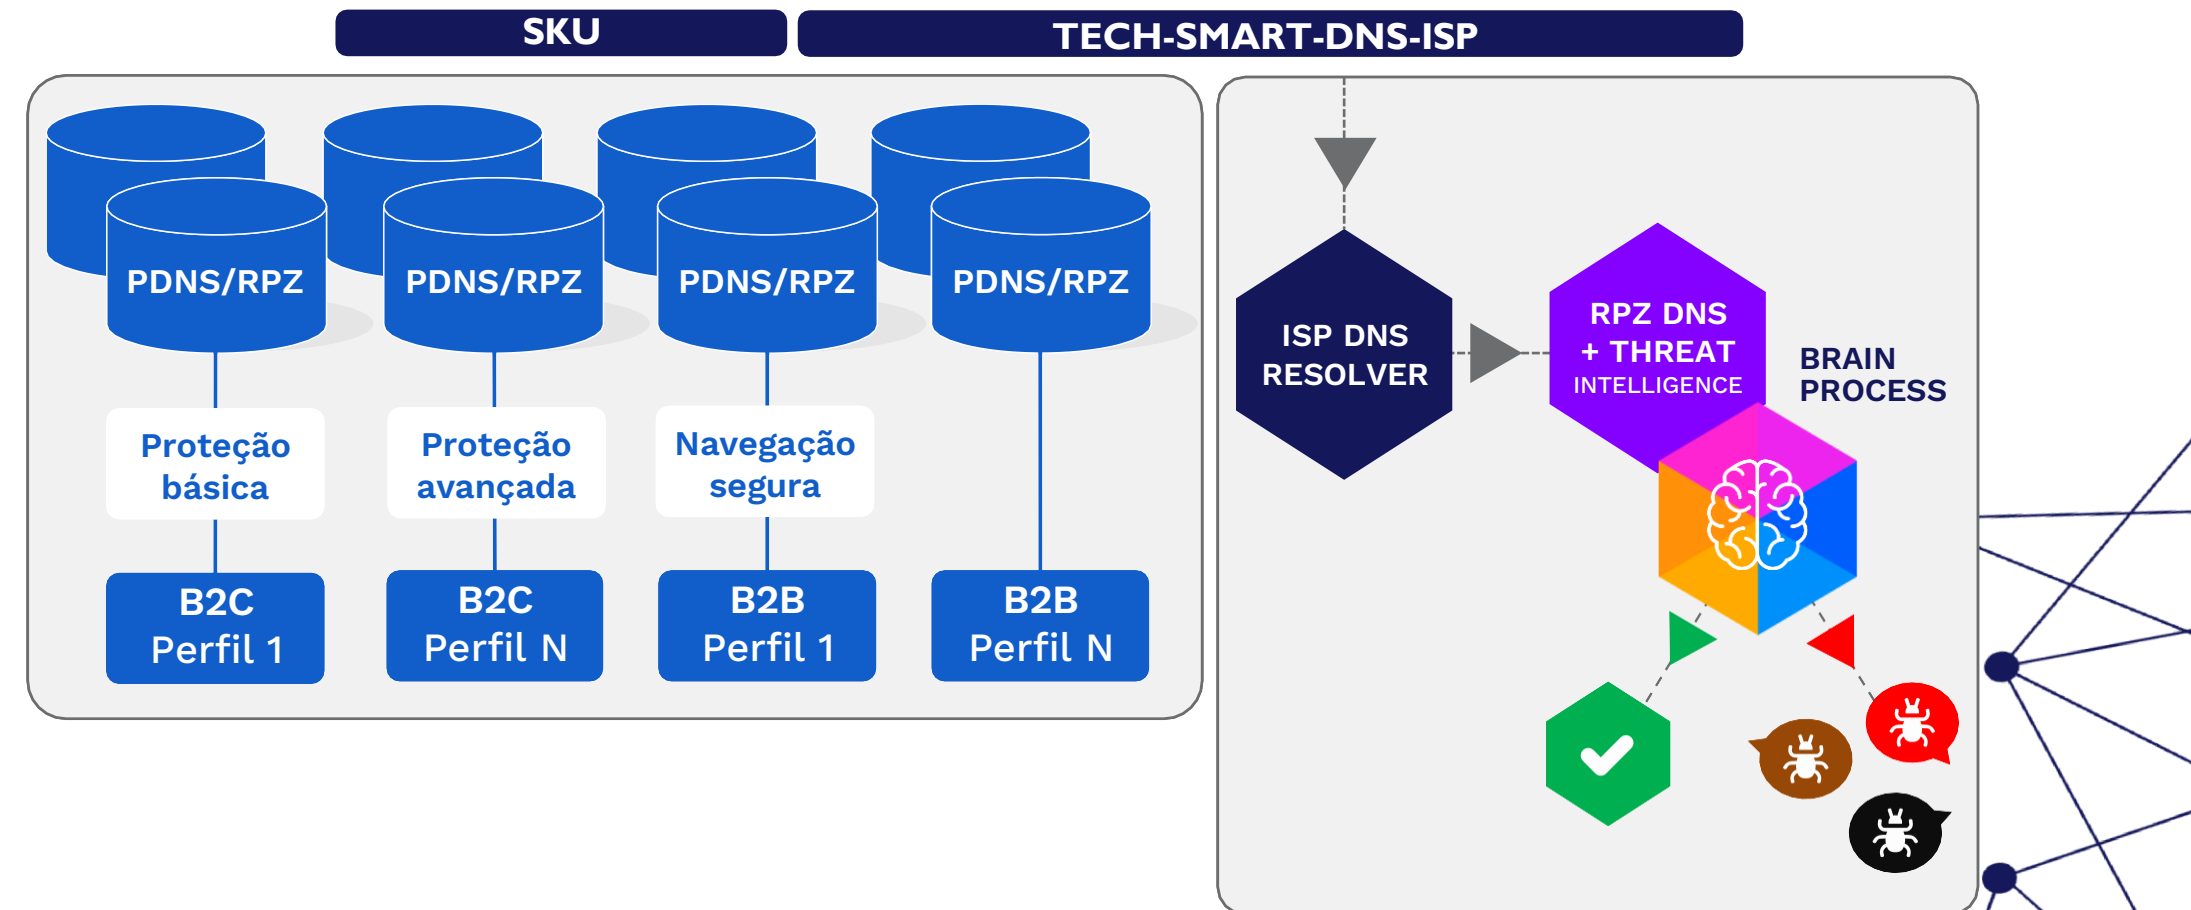 SKU
TECH-SMART-DNS-ISP
PDNS/RPZ
PDNS/RPZ
PDNS/RPZ
PDNS/RPZ
Proteção
básica
Proteção
avançada
Navegação
segura
B2C
Perfil 1
B2C
Perfil N
B2B
Perfil 1
B2B
Perfil N
ISP DNS
RESOLVER
RPZ DNS
+ THREAT
INTELLIGENCE
BRAIN
PROCESS